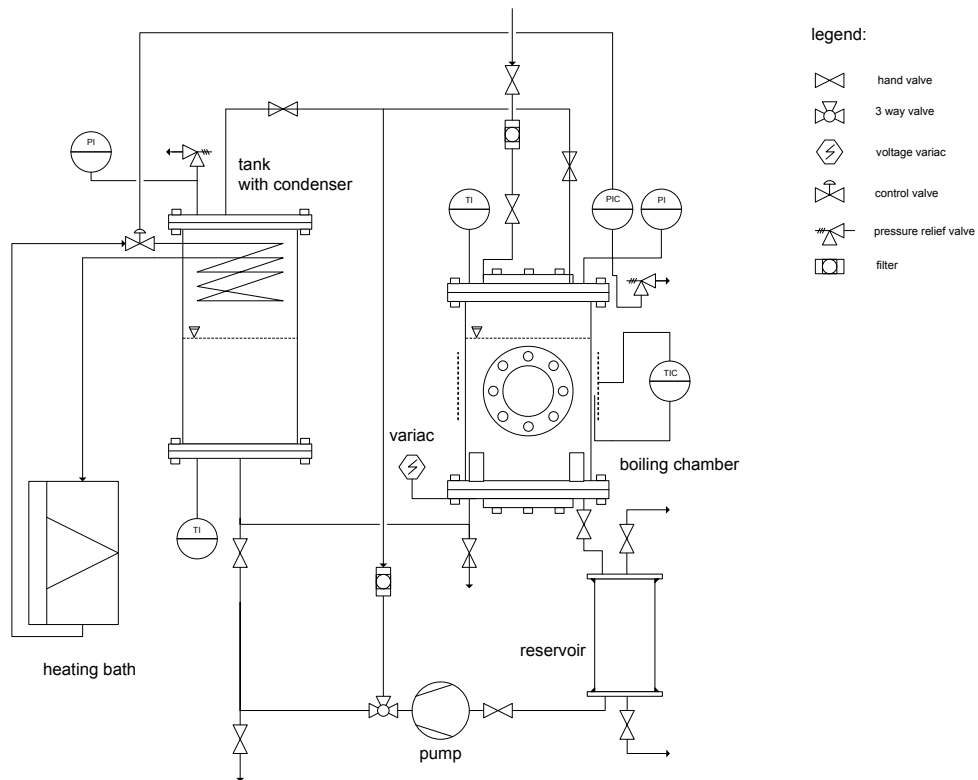 legend:
hand valve
3 way valve
voltage variac
control valve
pressure relief valve
filter
PI
tank
with condenser
TI
PIC
PI
TIC
variac
boiling chamber
TI
heating bath
reservoir
pump